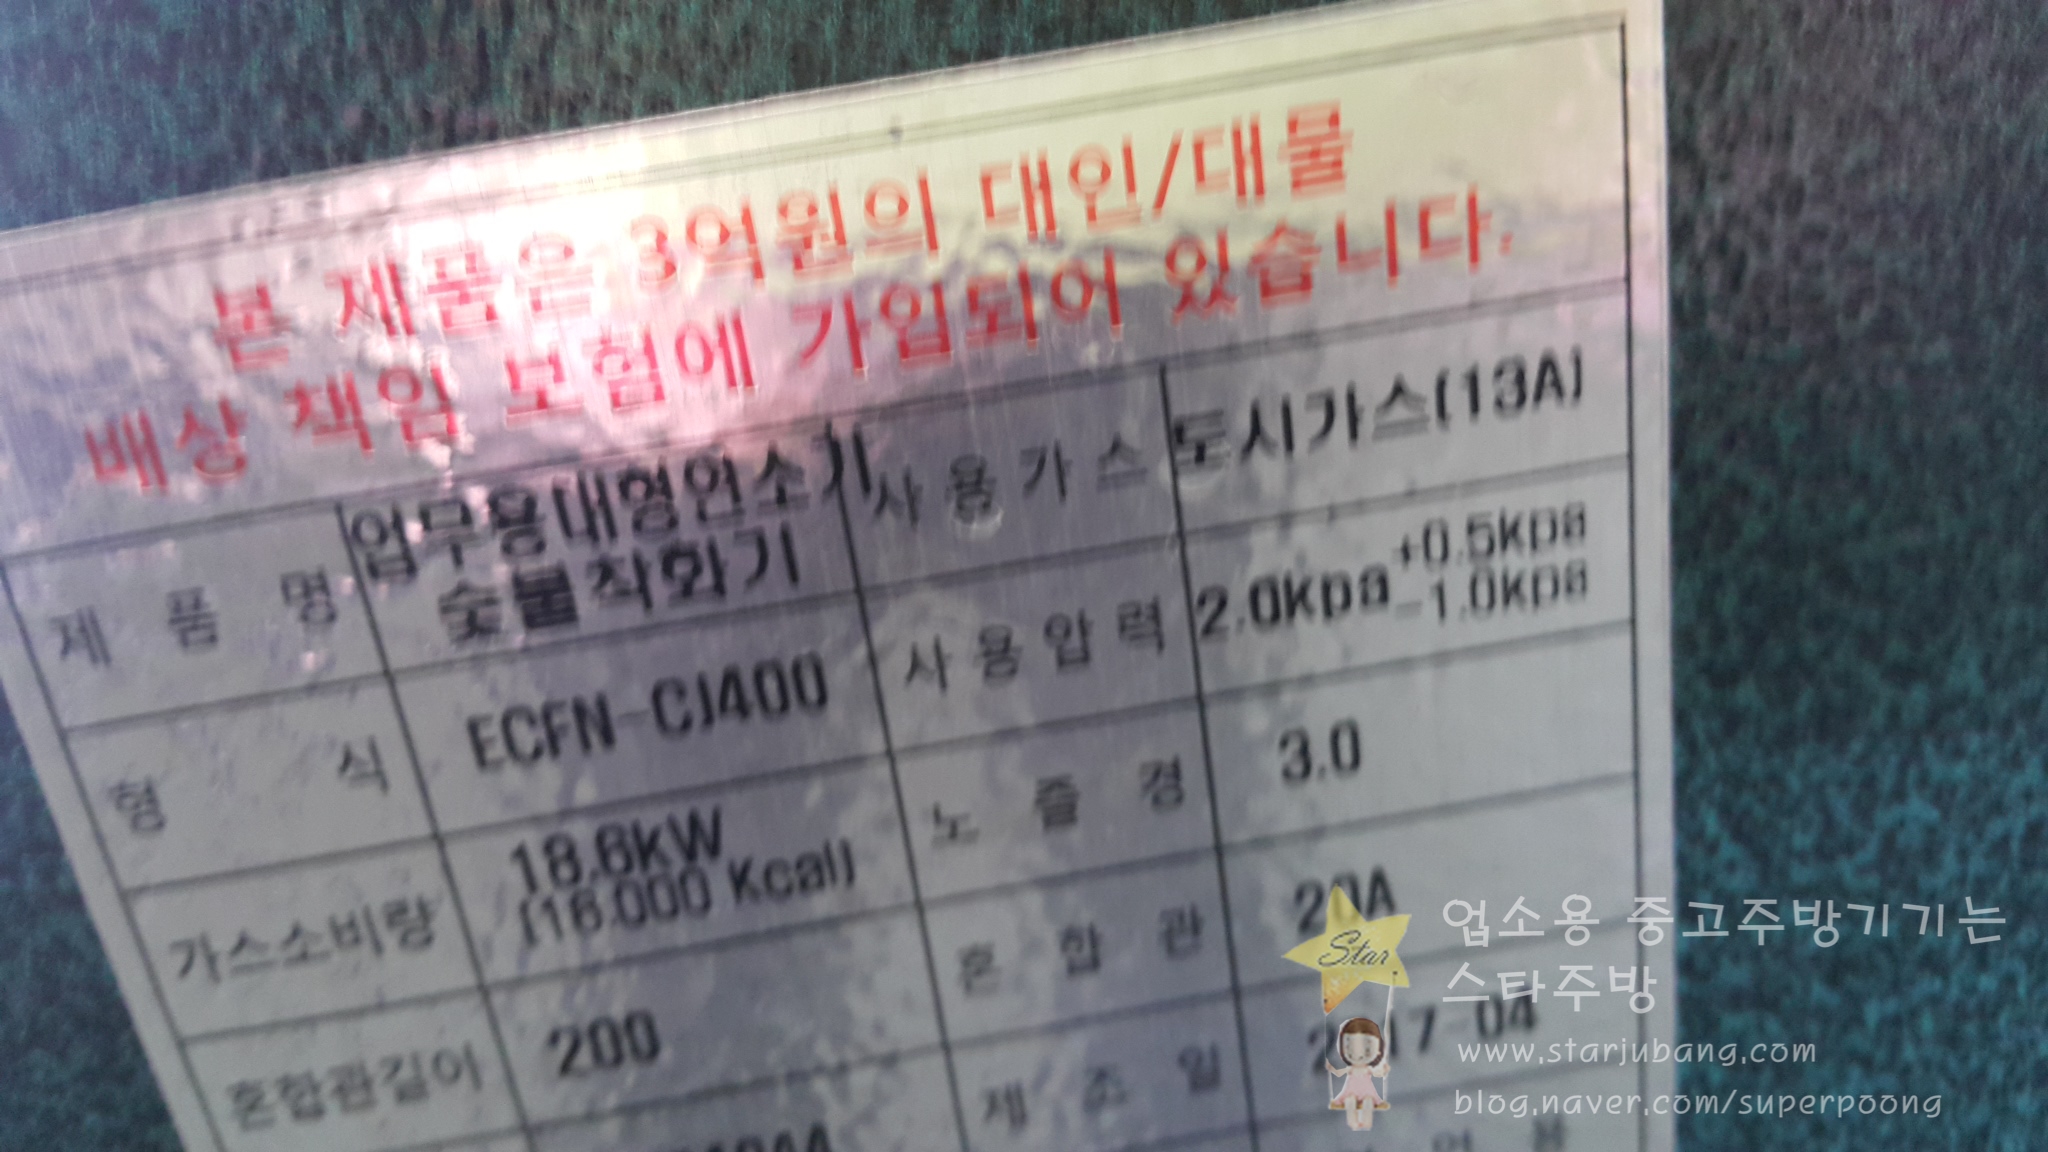 본 제품은 3억원의 대인/대물
배상 책임 보험에 가입되어 있습니다.
제 품 명
업무용대형연소기
숯불착화기
사 용 가 스
도시가스(13A)
형 식
ECFN-CJ400
사 용 압 력
2.0kpa +0.5kpa
-1.0kpa
가스소비량
18.6kW
(16.000 Kcal)
노 즐 경
3.0
혼합관길이
200
혼 합 관
20A
제 조 일
2017-04
Star
업소용 중고주방기기는
스타주방
www.starjubang.com
blog.naver.com/superpoong